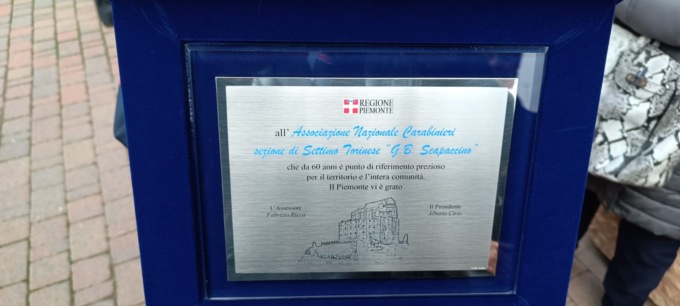 REGIONE
PIEMONTE
all' Associazione Nazionale Carabinieri
sezione di Settimo Torinese "G.B. Scapaccino"
che da 60 anni è punto di riferimento prezioso
per il territorio e l'intera comunità.
Il Piemonte vi è grato
L'Assessore
Fabrizio Ricca
Il Presidente
Alberto Cirio